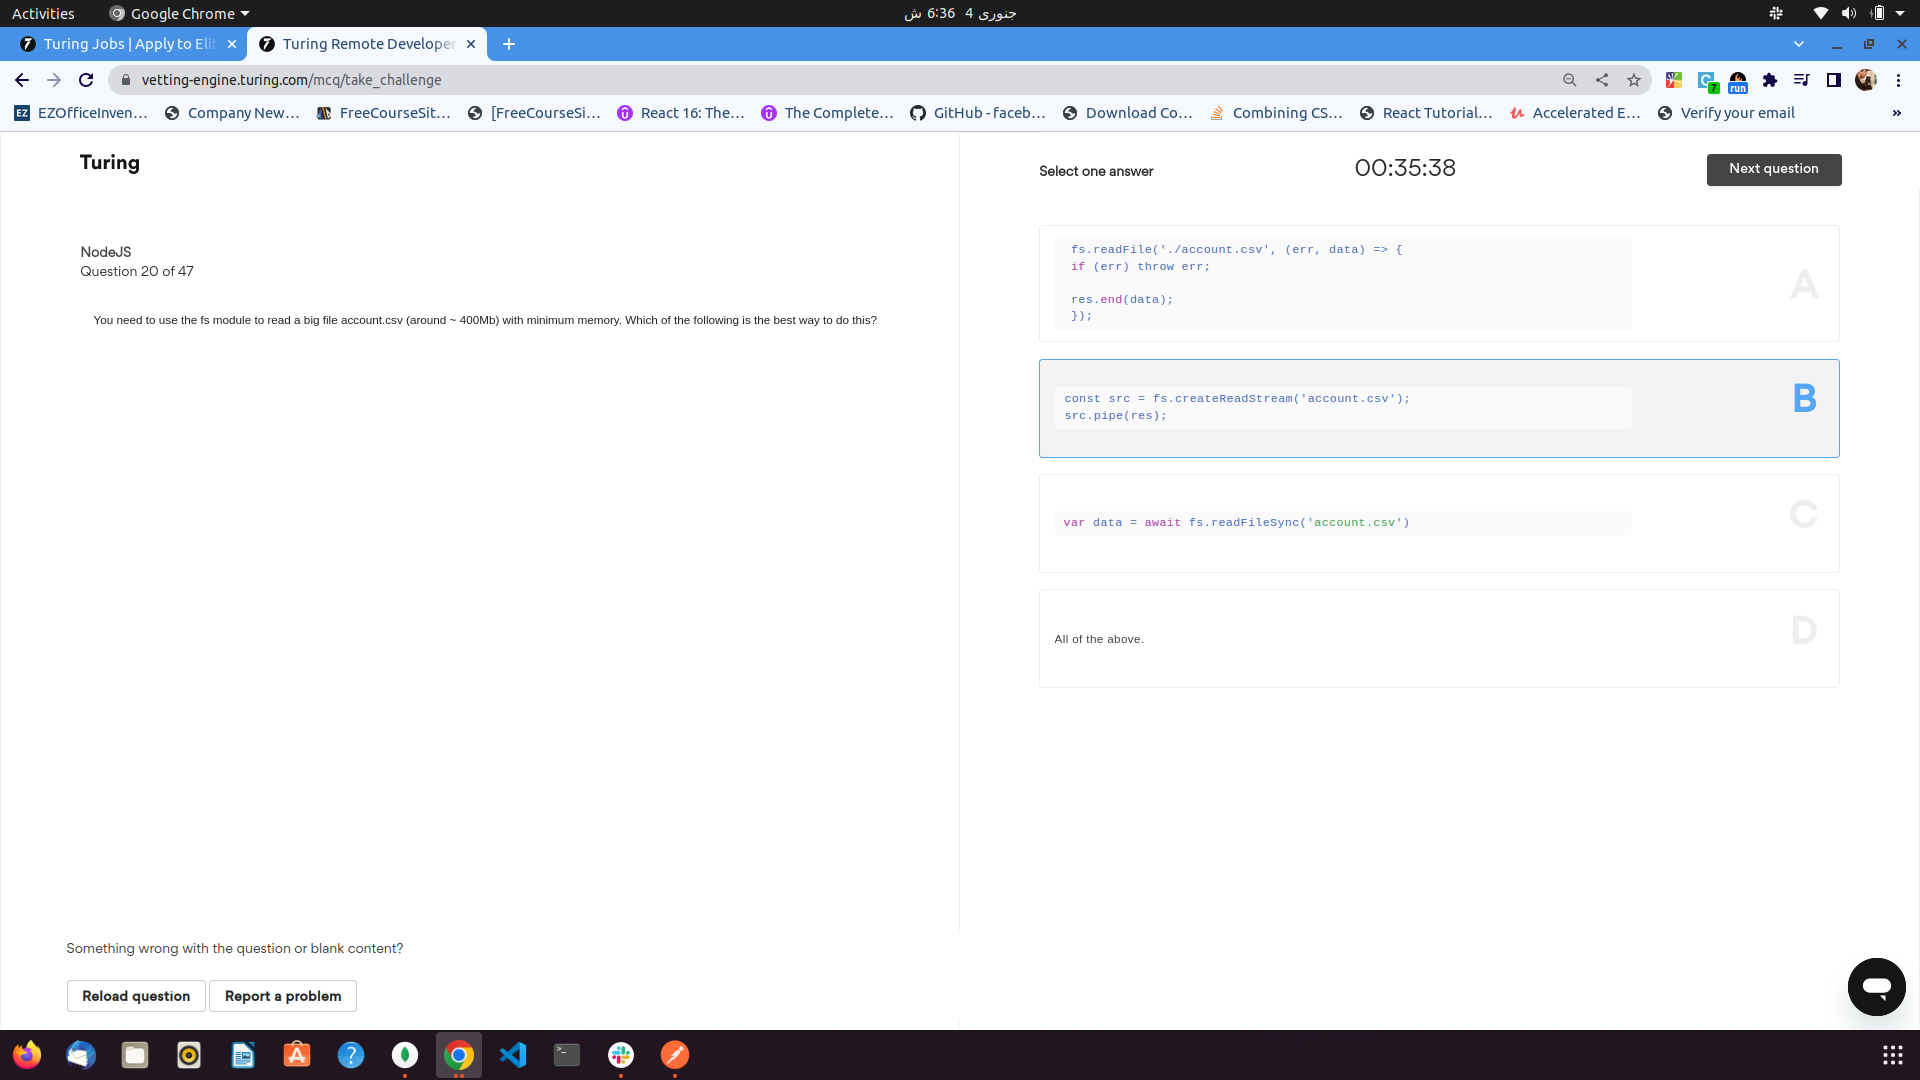 Activities
Google Chrome
جنوری 4 6:36 ش
Turing Jobs | Apply to Elit
Turing Remote Developer
vetting-engine.turing.com/mcq/take_challenge
7
run
EZ EZOfficeInven...
Company New...
FreeCourseSit...
[FreeCourseSi...
React 16: The...
The Complete...
GitHub - faceb...
Download Co...
Combining CS...
React Tutorial...
Accelerated E...
Verify your email
»
Turing
Select one answer
00:35:38
Next question
NodeJS
Question 20 of 47
You need to use the fs module to read a big file account.csv (around ~ 400Mb) with minimum memory. Which of the following is the best way to do this?
fs.readFile('./account.csv', (err, data) => {
if (err) throw err;
res.end(data);
});
A
const src = fs.createReadStream('account.csv');
src.pipe(res);
B
var data = await fs.readFileSync('account.csv')
C
All of the above.
D
Something wrong with the question or blank content?
Reload question
Report a problem